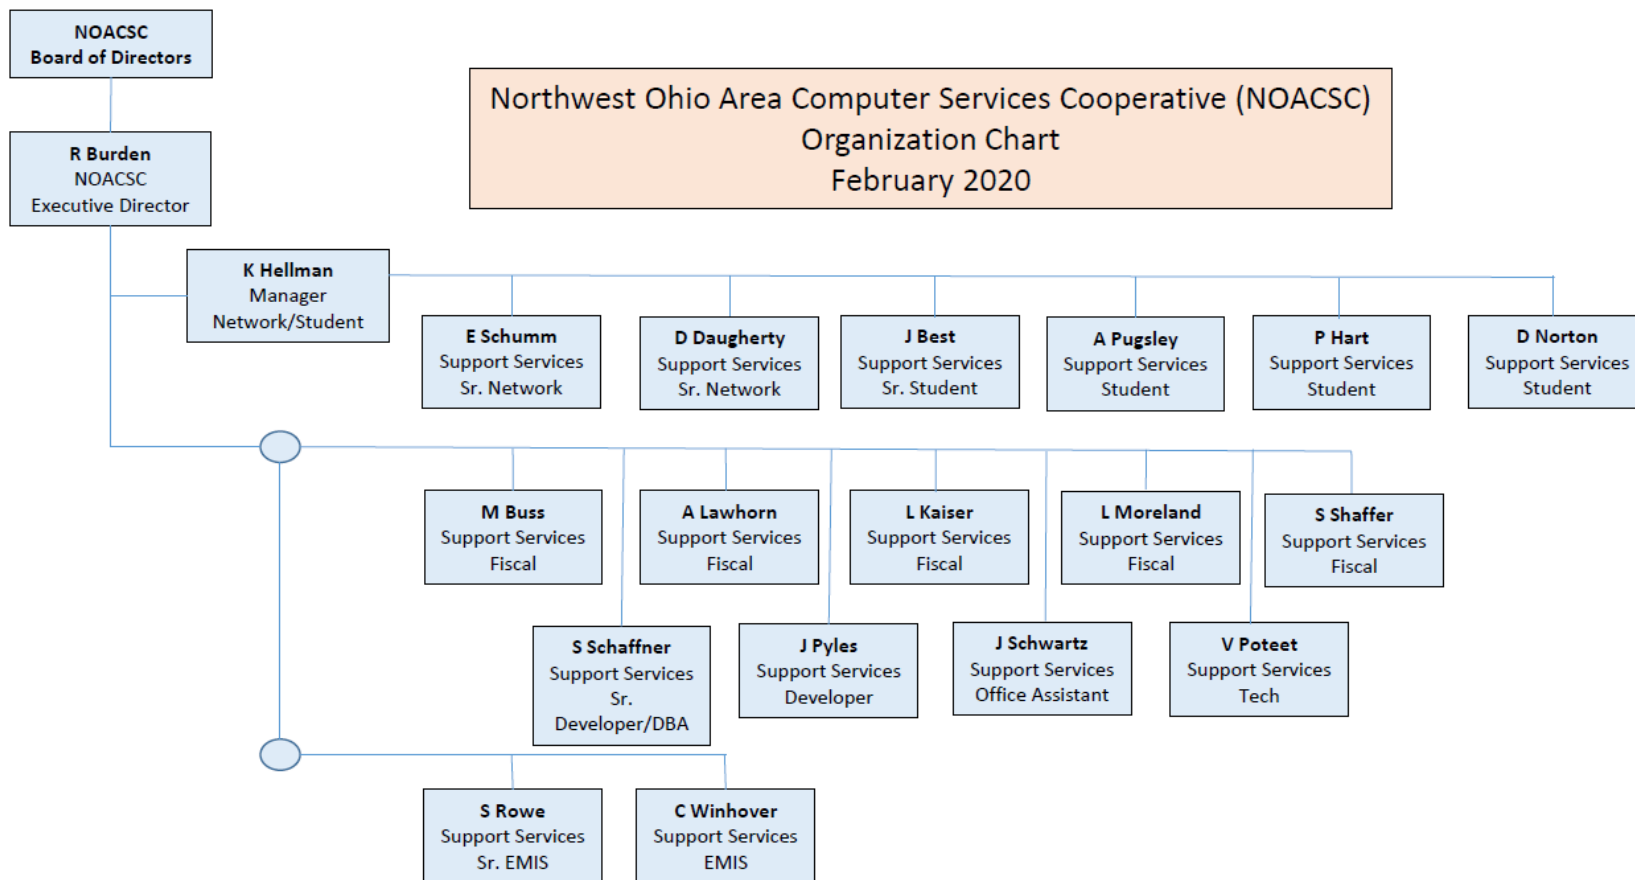 NOACSC
Board of Directors
Northwest Ohio Area Computer Services Cooperative (NOACSC)
Organization Chart
February 2020
R Burden
NOACSC
Executive Director
K Hellman
Manager
Network/Student
E Schumm
Support Services
Sr. Network
D Daugherty
Support Services
Sr. Network
J Best
Support Services
Sr. Student
A Pugsley
Support Services
Student
P Hart
Support Services
Student
D Norton
Support Services
Student
M Buss
Support Services
Fiscal
A Lawhorn
Support Services
Fiscal
L Kaiser
Support Services
Fiscal
L Moreland
Support Services
Fiscal
S Shaffer
Support Services
Fiscal
S Schaffner
Support Services
Sr.
Developer/DBA
J Pyles
Support Services
Developer
J Schwartz
Support Services
Office Assistant
V Poteet
Support Services
Tech
S Rowe
Support Services
Sr. EMIS
C Winhover
Support Services
EMIS